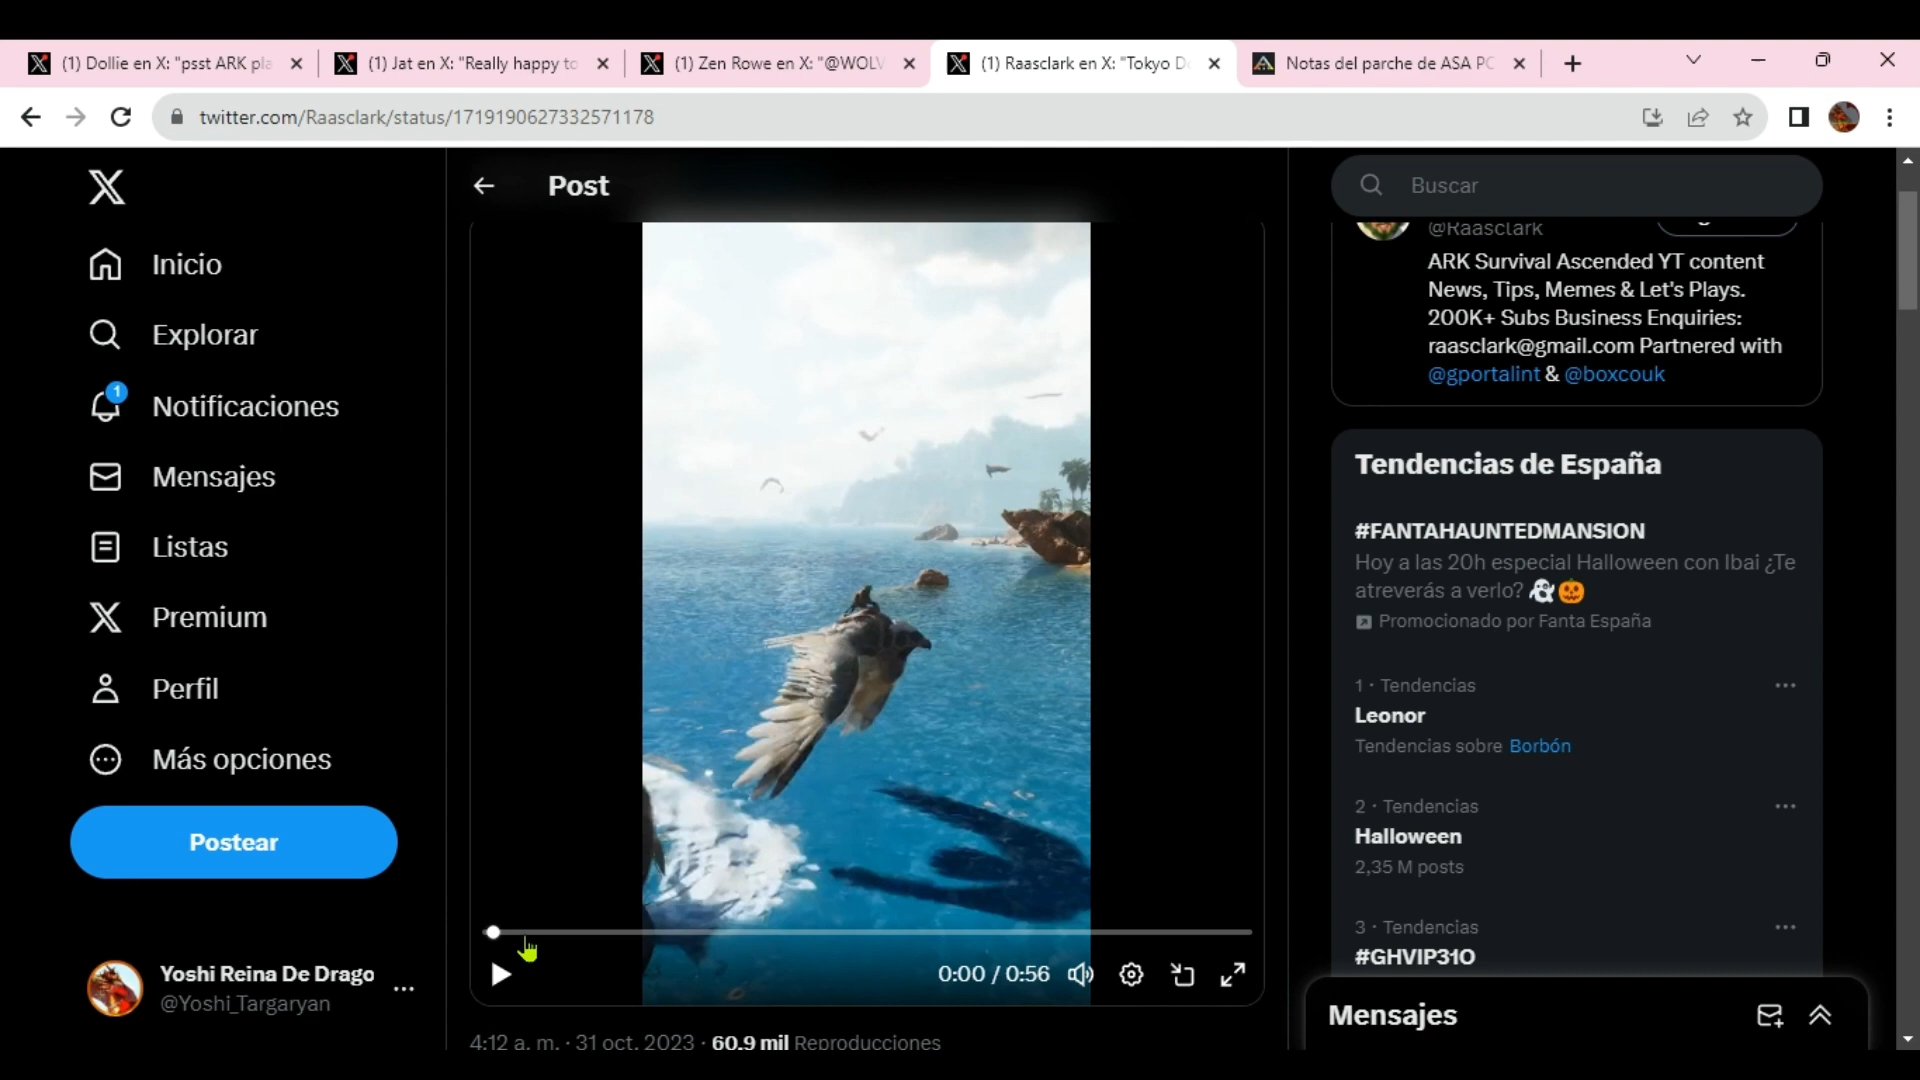 (1) Dollie en X: "psst ARK pla
(1) Jat en X: "Really happy to
(1) Zen Rowe en X: "@WOLV
(1) Raasclark en X: "Tokyo D
Notas del parche de ASA PC
twitter.com/Raasclark/status/1719190627332571178
Inicio
Explorar
1
Notificaciones
Mensajes
Listas
Premium
Perfil
Más opciones
Postear
Yoshi Reina De Drago
@Yoshi_Targaryan
Post
0:00 / 0:56
4:12 a. m. · 31 oct. 2023 · 60,9 mil Reproducciones
Buscar
@Raasclark
ARK Survival Ascended YT content
News, Tips, Memes & Let's Plays.
200K+ Subs Business Enquiries:
raasclark@gmail.com Partnered with
@gportalint & @boxcouk
Tendencias de España
#FANTAHAUNTEDMANSION
Hoy a las 20h especial Halloween con Ibai ¿Te
atreverás a verlo? 👻🎃
Promocionado por Fanta España
1 · Tendencias
Leonor
Tendencias sobre Borbón
2 · Tendencias
Halloween
2,35 M posts
3 · Tendencias
#GHVIP31O
Mensajes